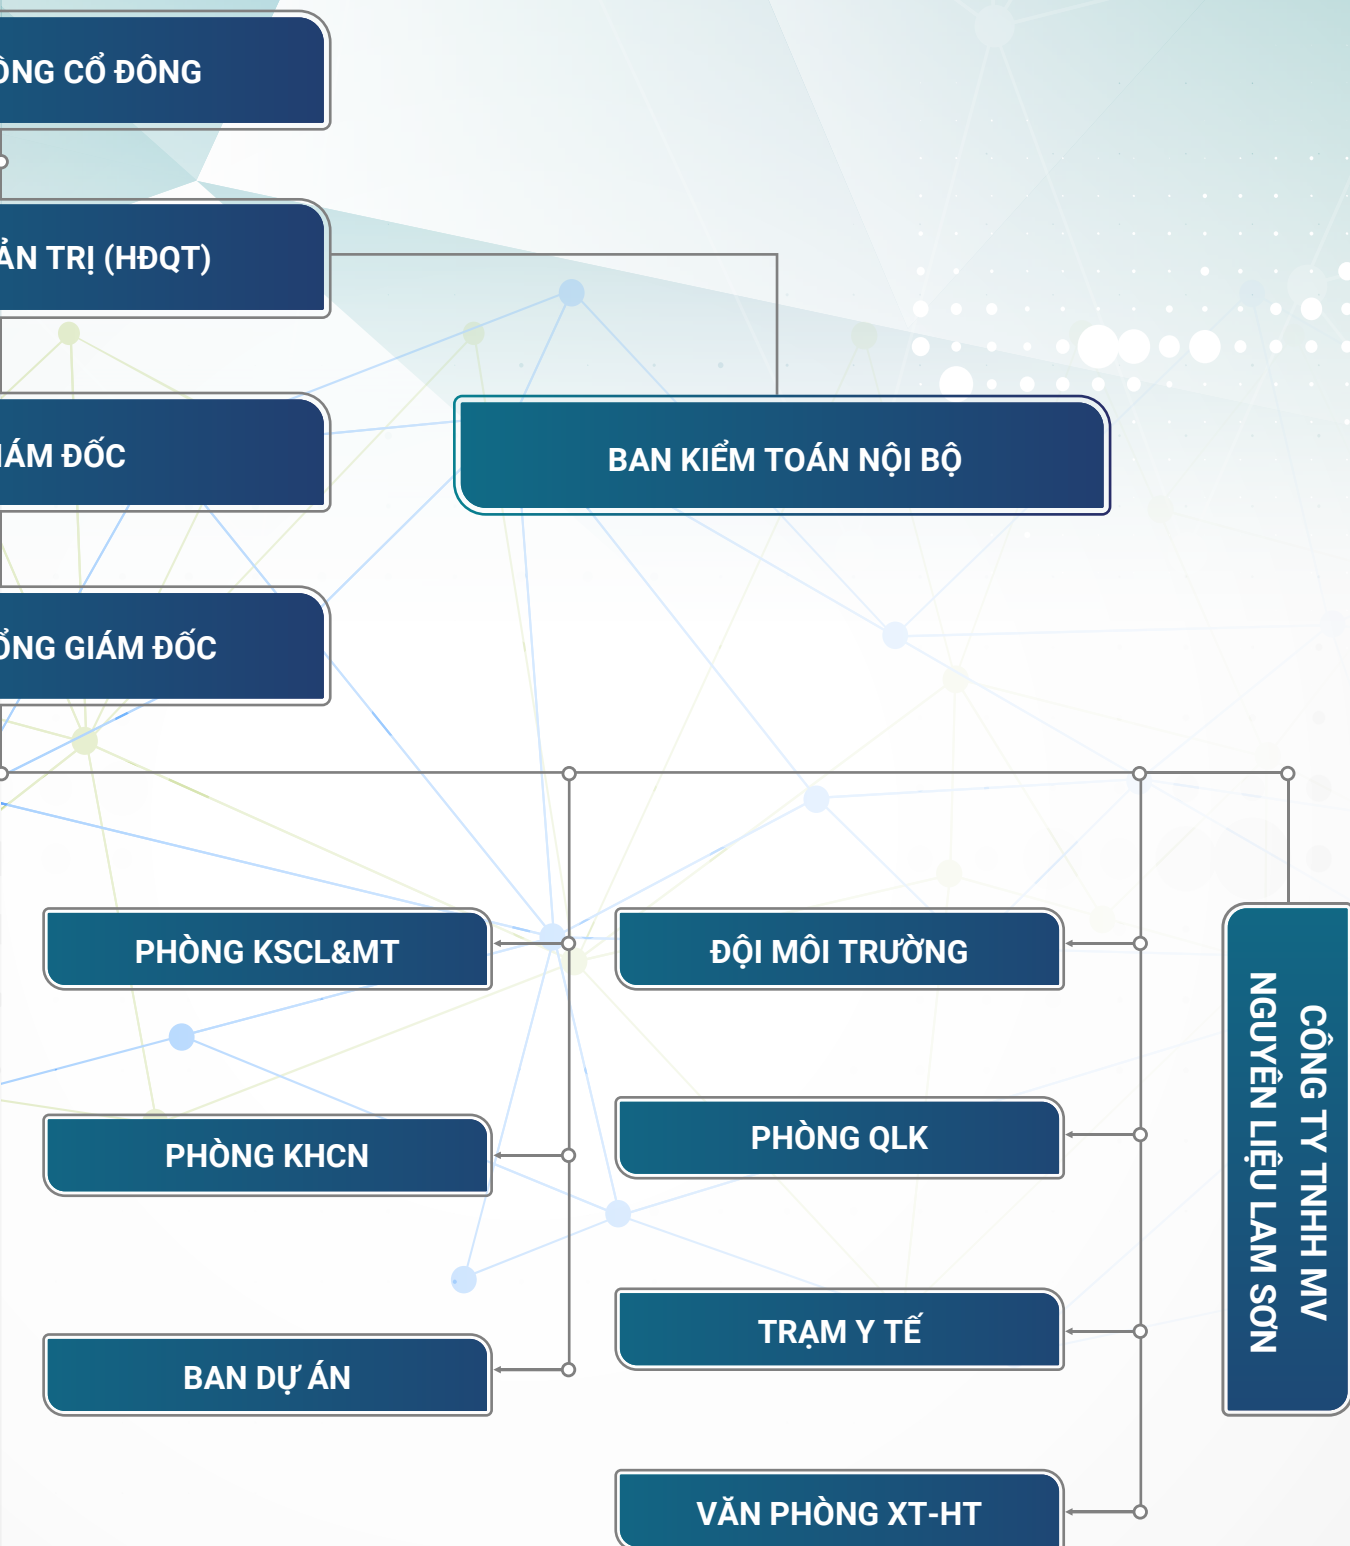 ÔNG CỔ ĐÔNG
ẢN TRỊ (HĐQT)
BAN KIỂM TOÁN NỘI BỘ
IÁM ĐỐC
ỔNG GIÁM ĐỐC
PHÒNG KSCL&MT
ĐỘI MÔI TRƯỜNG
CÔNG TY TNHH MV
NGUYÊN LIỆU LAM SƠN
PHÒNG KHCN
PHÒNG QLK
TRẠM Y TẾ
BAN DỰ ÁN
VĂN PHÒNG XT-HT